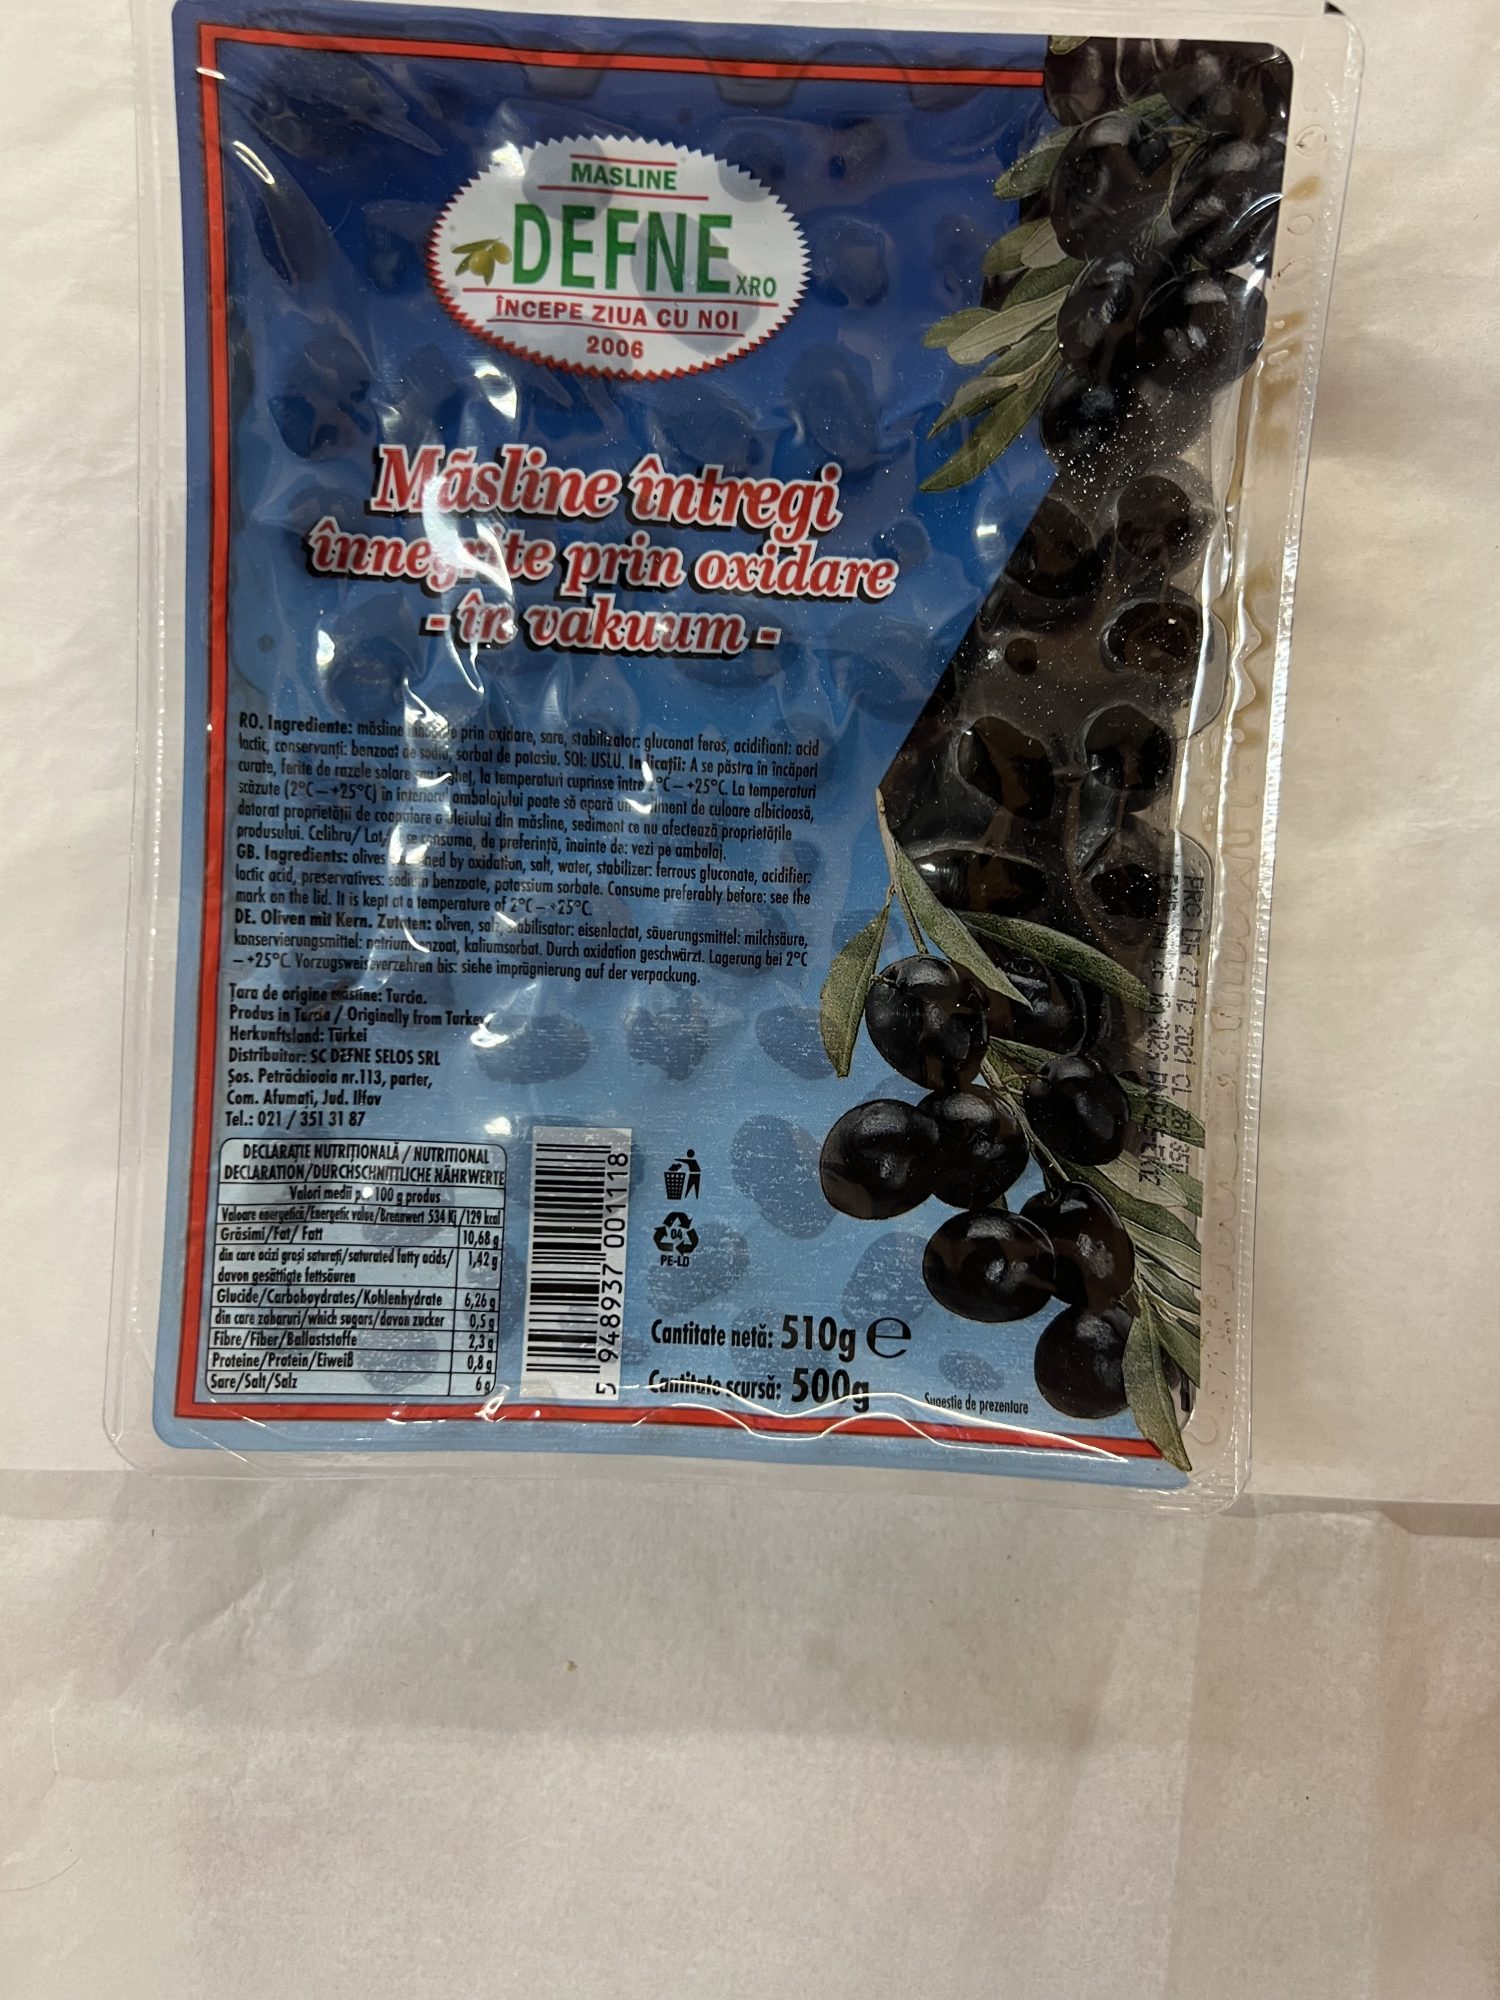 MASLINE
DEFNE XRO
ÎNCEPE ZIUA CU NOI
2006
Măsline întregi
înnegrite prin oxidare
- în vakuum -
RO. Ingrediente: măsline prin oxidare, sare, stabilizator: gluconat feros, acidifiant: acid
lactic, conservanți: benzoat de sodiu, sorbat de potasiu. SOI: USLU. Indicații: A se păstra în încăperi
curate, ferite de razele solare sau îngheț, la temperaturi cuprinse între 2°C – +25°C. La temperaturi
scăzute (2°C – +25°C) în interiorul ambalajului poate să apară un sediment de culoare albicioasă,
datorat proprietății de coagulare a uleiului din măsline, sediment ce nu afectează proprietățile
produsului. Calibru/ Lot/ se consuma, de preferință, înainte de: vezi pe ambalaj.
GB. Ingredients: olives by oxidation, salt, water, stabilizer: ferrous gluconate, acidifier:
lactic acid, preservatives: sodium benzoate, potassium sorbate. Consume preferably before: see the
mark on the lid. It is kept at a temperature of 2°C – +25°C.
DE. Oliven mit Kern. Zutaten: oliven, salz, stabilisator: eisenlactat, säuerungsmittel: milchsäure,
konservierungsmittel: natriumbenzoat, kaliumsorbat. Durch oxidation geschwärzt. Lagerung bei 2°C
– +25°C. Vorzugsweis verzehren bis: siehe imprägnierung auf der verpackung.
Țara de origine măsline: Turcia.
Produs in Turcia / Originally from Turkey
Herkunftsland: Türkei
Distribuitor: SC DEFNE SELOS SRL
Șos. Petrăchioaia nr.113, parter,
Com. Afumați, Jud. Ilfov
Tel.: 021 / 351 31 87
DECLARAȚIE NUTRIȚIONALĂ / NUTRITIONAL
DECLARATION/DURCHSCHNITTLICHE NÄHRWERTE
Valori medii pe 100 g produs
Valoare energetică/Energetic value/Brennwert 534 Kj /129 kcal
Grăsimi/Fat/ Fatt 10,68 g
din care acizi grași saturați/saturated fatty acids/ 1,42 g
davon gesättigte fettsäuren
Glucide/Carbohoydrates/Kohlenhydrate 6,26 g
din care zaharuri/which sugars/davon zucker 0,5 g
Fibre/Fiber/Ballaststoffe 2,3 g
Proteine/Protein/Eiweiß 0,8 g
Sare/Salt/Salz 6 g
5 948937 001118
04
PE-LD
Cantitate netă: 510g e
Cantitate scursă: 500g
Sugestie de prezentare